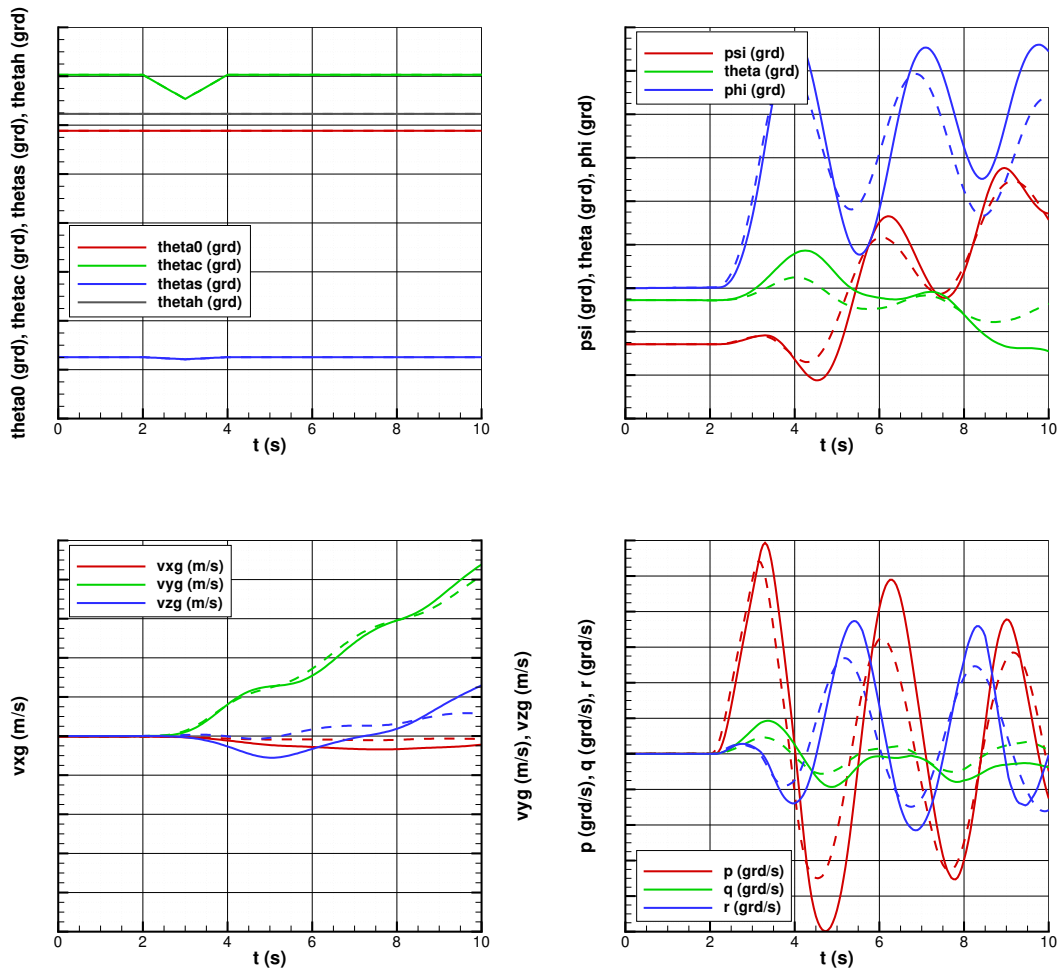 theta0 (grd), thetac (grd), thetas (grd), thetah (grd)
theta0 (grd)
thetac (grd)
thetas (grd)
thetah (grd)
0 2 4 6 8 10
t (s)
psi (grd), theta (grd), phi (grd)
psi (grd)
theta (grd)
phi (grd)
0 2 4 6 8 10
t (s)
vxg (m/s)
vxg (m/s)
vyg (m/s)
vzg (m/s)
0 2 4 6 8 10
t (s)
vyg (m/s), vzg (m/s)
p (grd/s), q (grd/s), r (grd/s)
p (grd/s)
q (grd/s)
r (grd/s)
0 2 4 6 8 10
t (s)